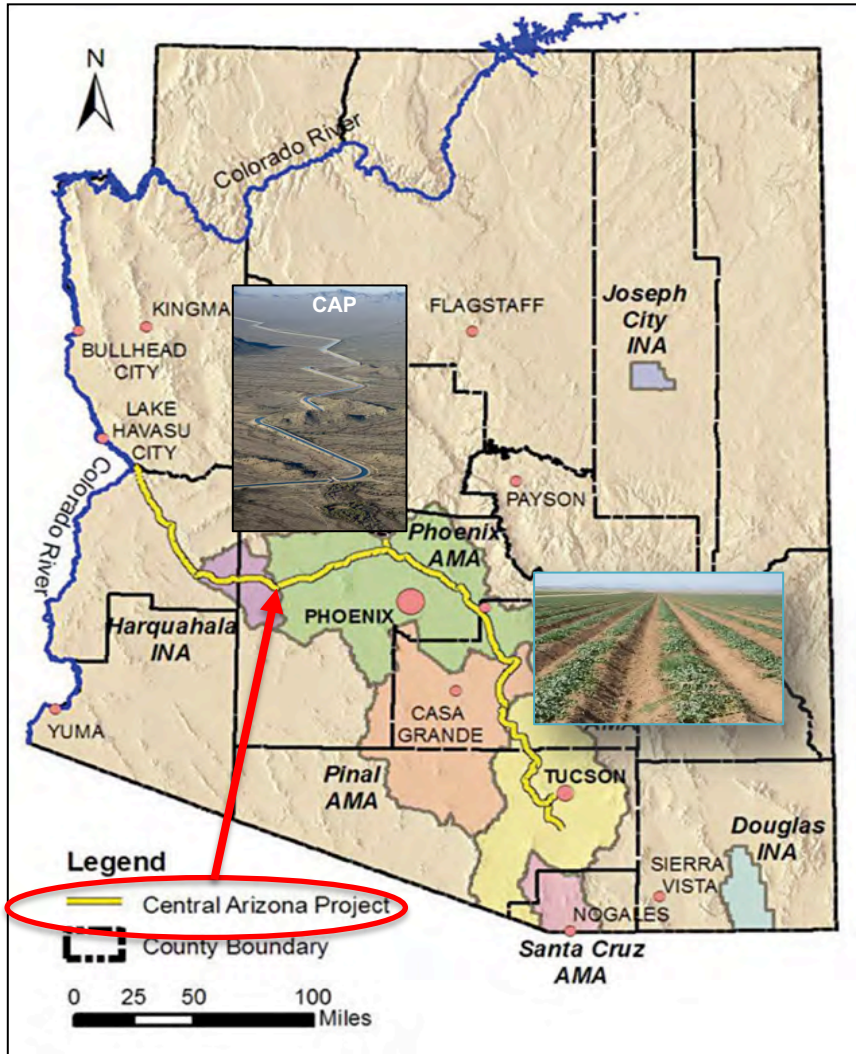 N
Colorado River
CAP
KINGMA
FLAGSTAFF
Joseph
City
INA
BULLHEAD
CITY
LAKE
HAVASU
CITY
Colorado River
PAYSON
Phoenix
AMA
PHOENIX
Harquahala
INA
YUMA
CASA
GRANDE
AMA
Pinal
AMA
TUCSON
Douglas
INA
SIERRA
VISTA
NOGALES
Santa Cruz
AMA
Legend
Central Arizona Project
County Boundary
0 25 50 100
Miles